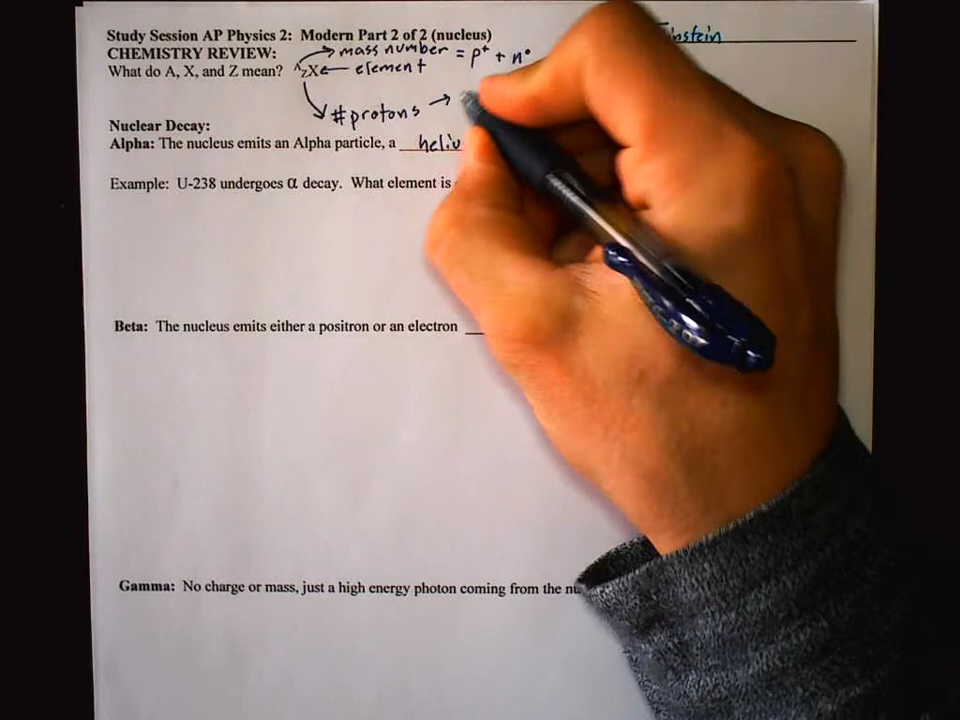 Study Session AP Physics 2: Modern Part 2 of 2 (nucleus)
CHEMISTRY REVIEW: mass number = p⁺ + n⁰
What do A, X, and Z mean? ᴬ_ZX ← element
#protons →
Nuclear Decay:
Alpha: The nucleus emits an Alpha particle, a heliu
Example: U-238 undergoes α decay. What element is
Beta: The nucleus emits either a positron or an electron
Gamma: No charge or mass, just a high energy photon coming from the